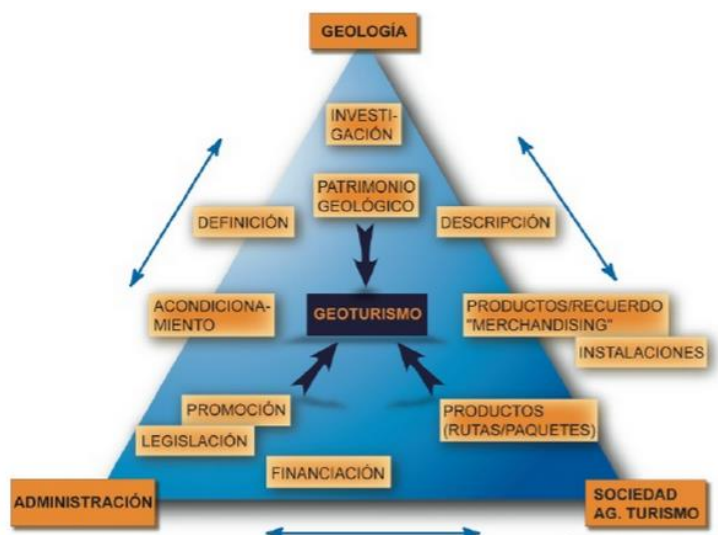 GEOLOGÍA
INVESTI-
GACIÓN
PATRIMONIO
GEOLÓGICO
DEFINICIÓN
DESCRIPCIÓN
ACONDICIONA-
MIENTO
GEOTURISMO
PRODUCTOS/RECUERDO
"MERCHANDISING"
INSTALACIONES
PROMOCIÓN
LEGISLACIÓN
PRODUCTOS
(RUTAS/PAQUETES)
FINANCIACIÓN
ADMINISTRACIÓN
SOCIEDAD
AG. TURISMO